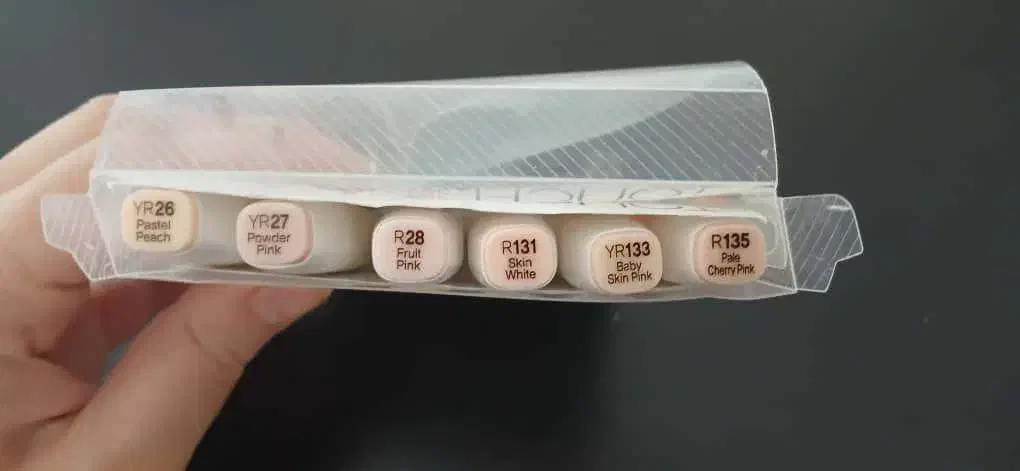 YR26
Pastel
Peach
YR27
Powder
Pink
R28
Fruit
Pink
R131
Skin
White
YR133
Baby
Skin Pink
R135
Pale
Cherry Pink